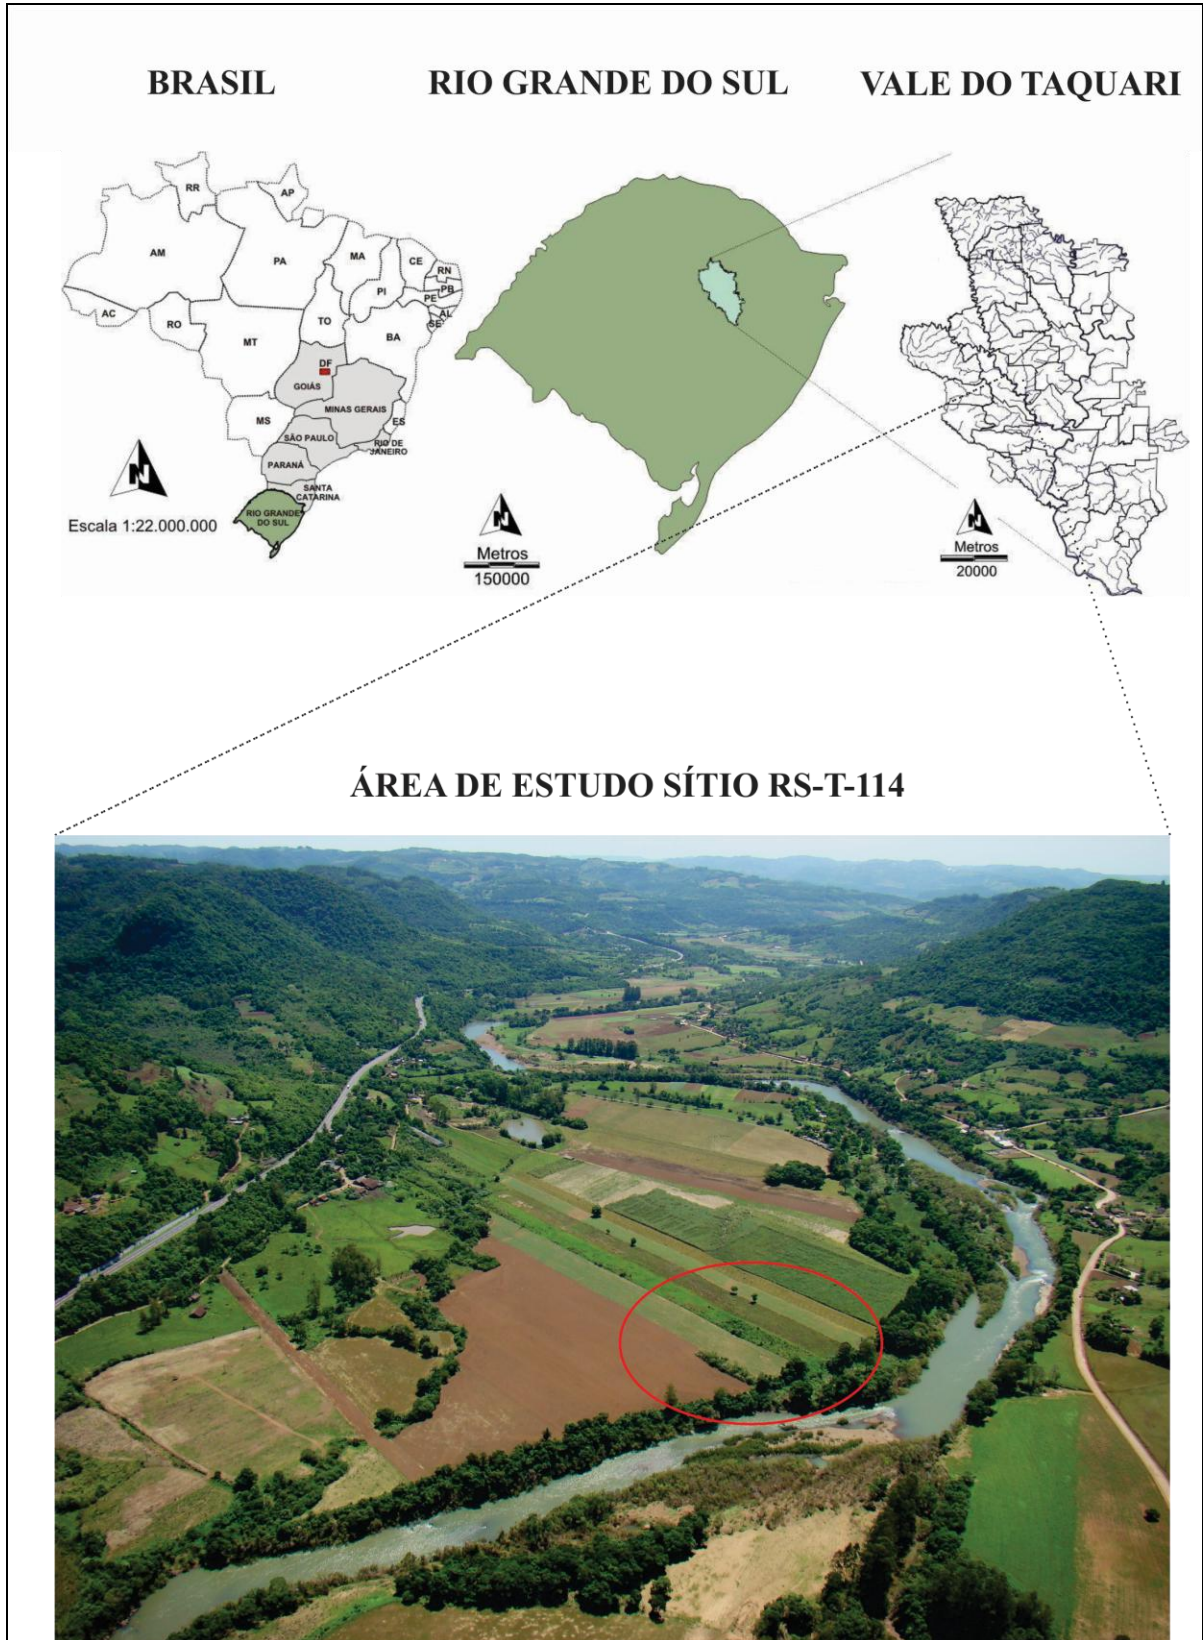 BRASIL
RIO GRANDE DO SUL
VALE DO TAQUARI
RR
AP
AM
PA
MA
CE
RN
PB
PE
AL
SE
PI
AC
RO
TO
BA
MT
DF
GOIÁS
MINAS GERAIS
MS
ES
SÃO PAULO
RIO DE
JANEIRO
PARANÁ
SANTA
CATARINA
RIO GRANDE
DO SUL
N
Escala 1:22.000.000
N
Metros
150000
N
Metros
20000
ÁREA DE ESTUDO SÍTIO RS-T-114